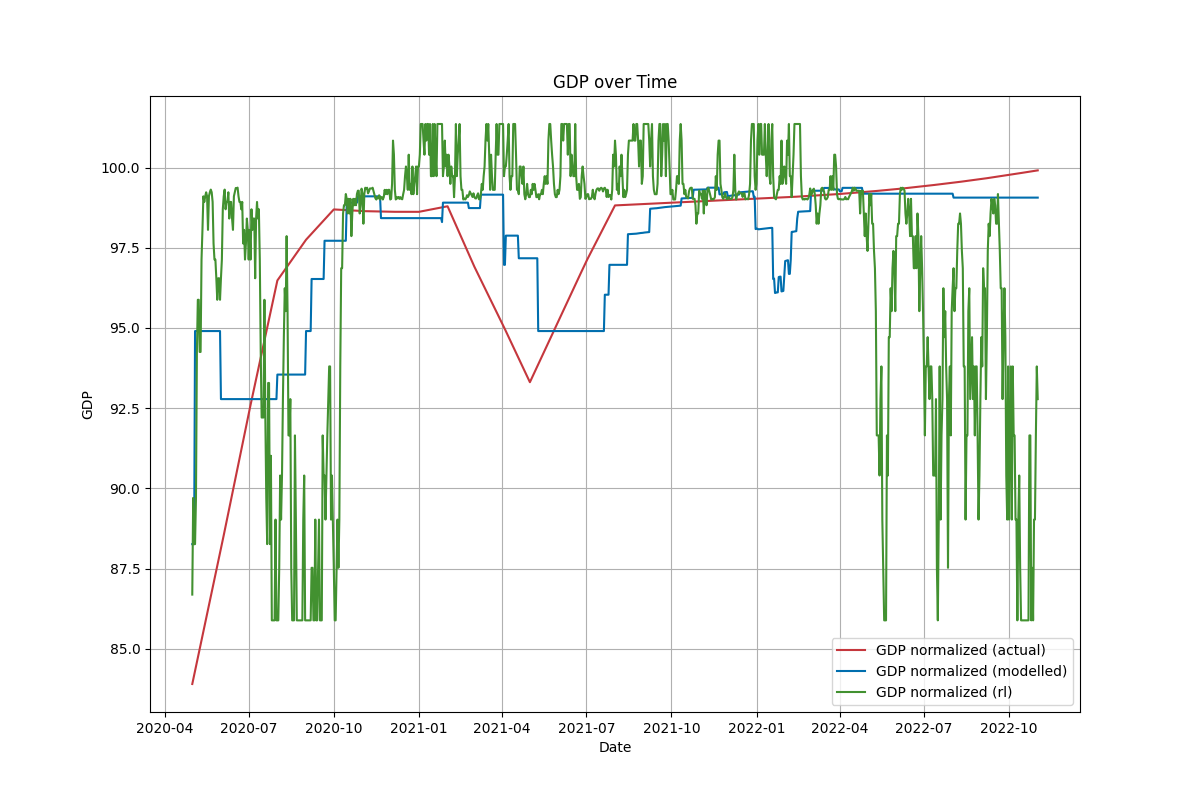 GDP over Time
GDP
100.0
97.5
95.0
92.5
90.0
87.5
85.0
GDP normalized (actual)
GDP normalized (modelled)
GDP normalized (rl)
2020-04 2020-07 2020-10 2021-01 2021-04 2021-07 2021-10 2022-01 2022-04 2022-07 2022-10
Date